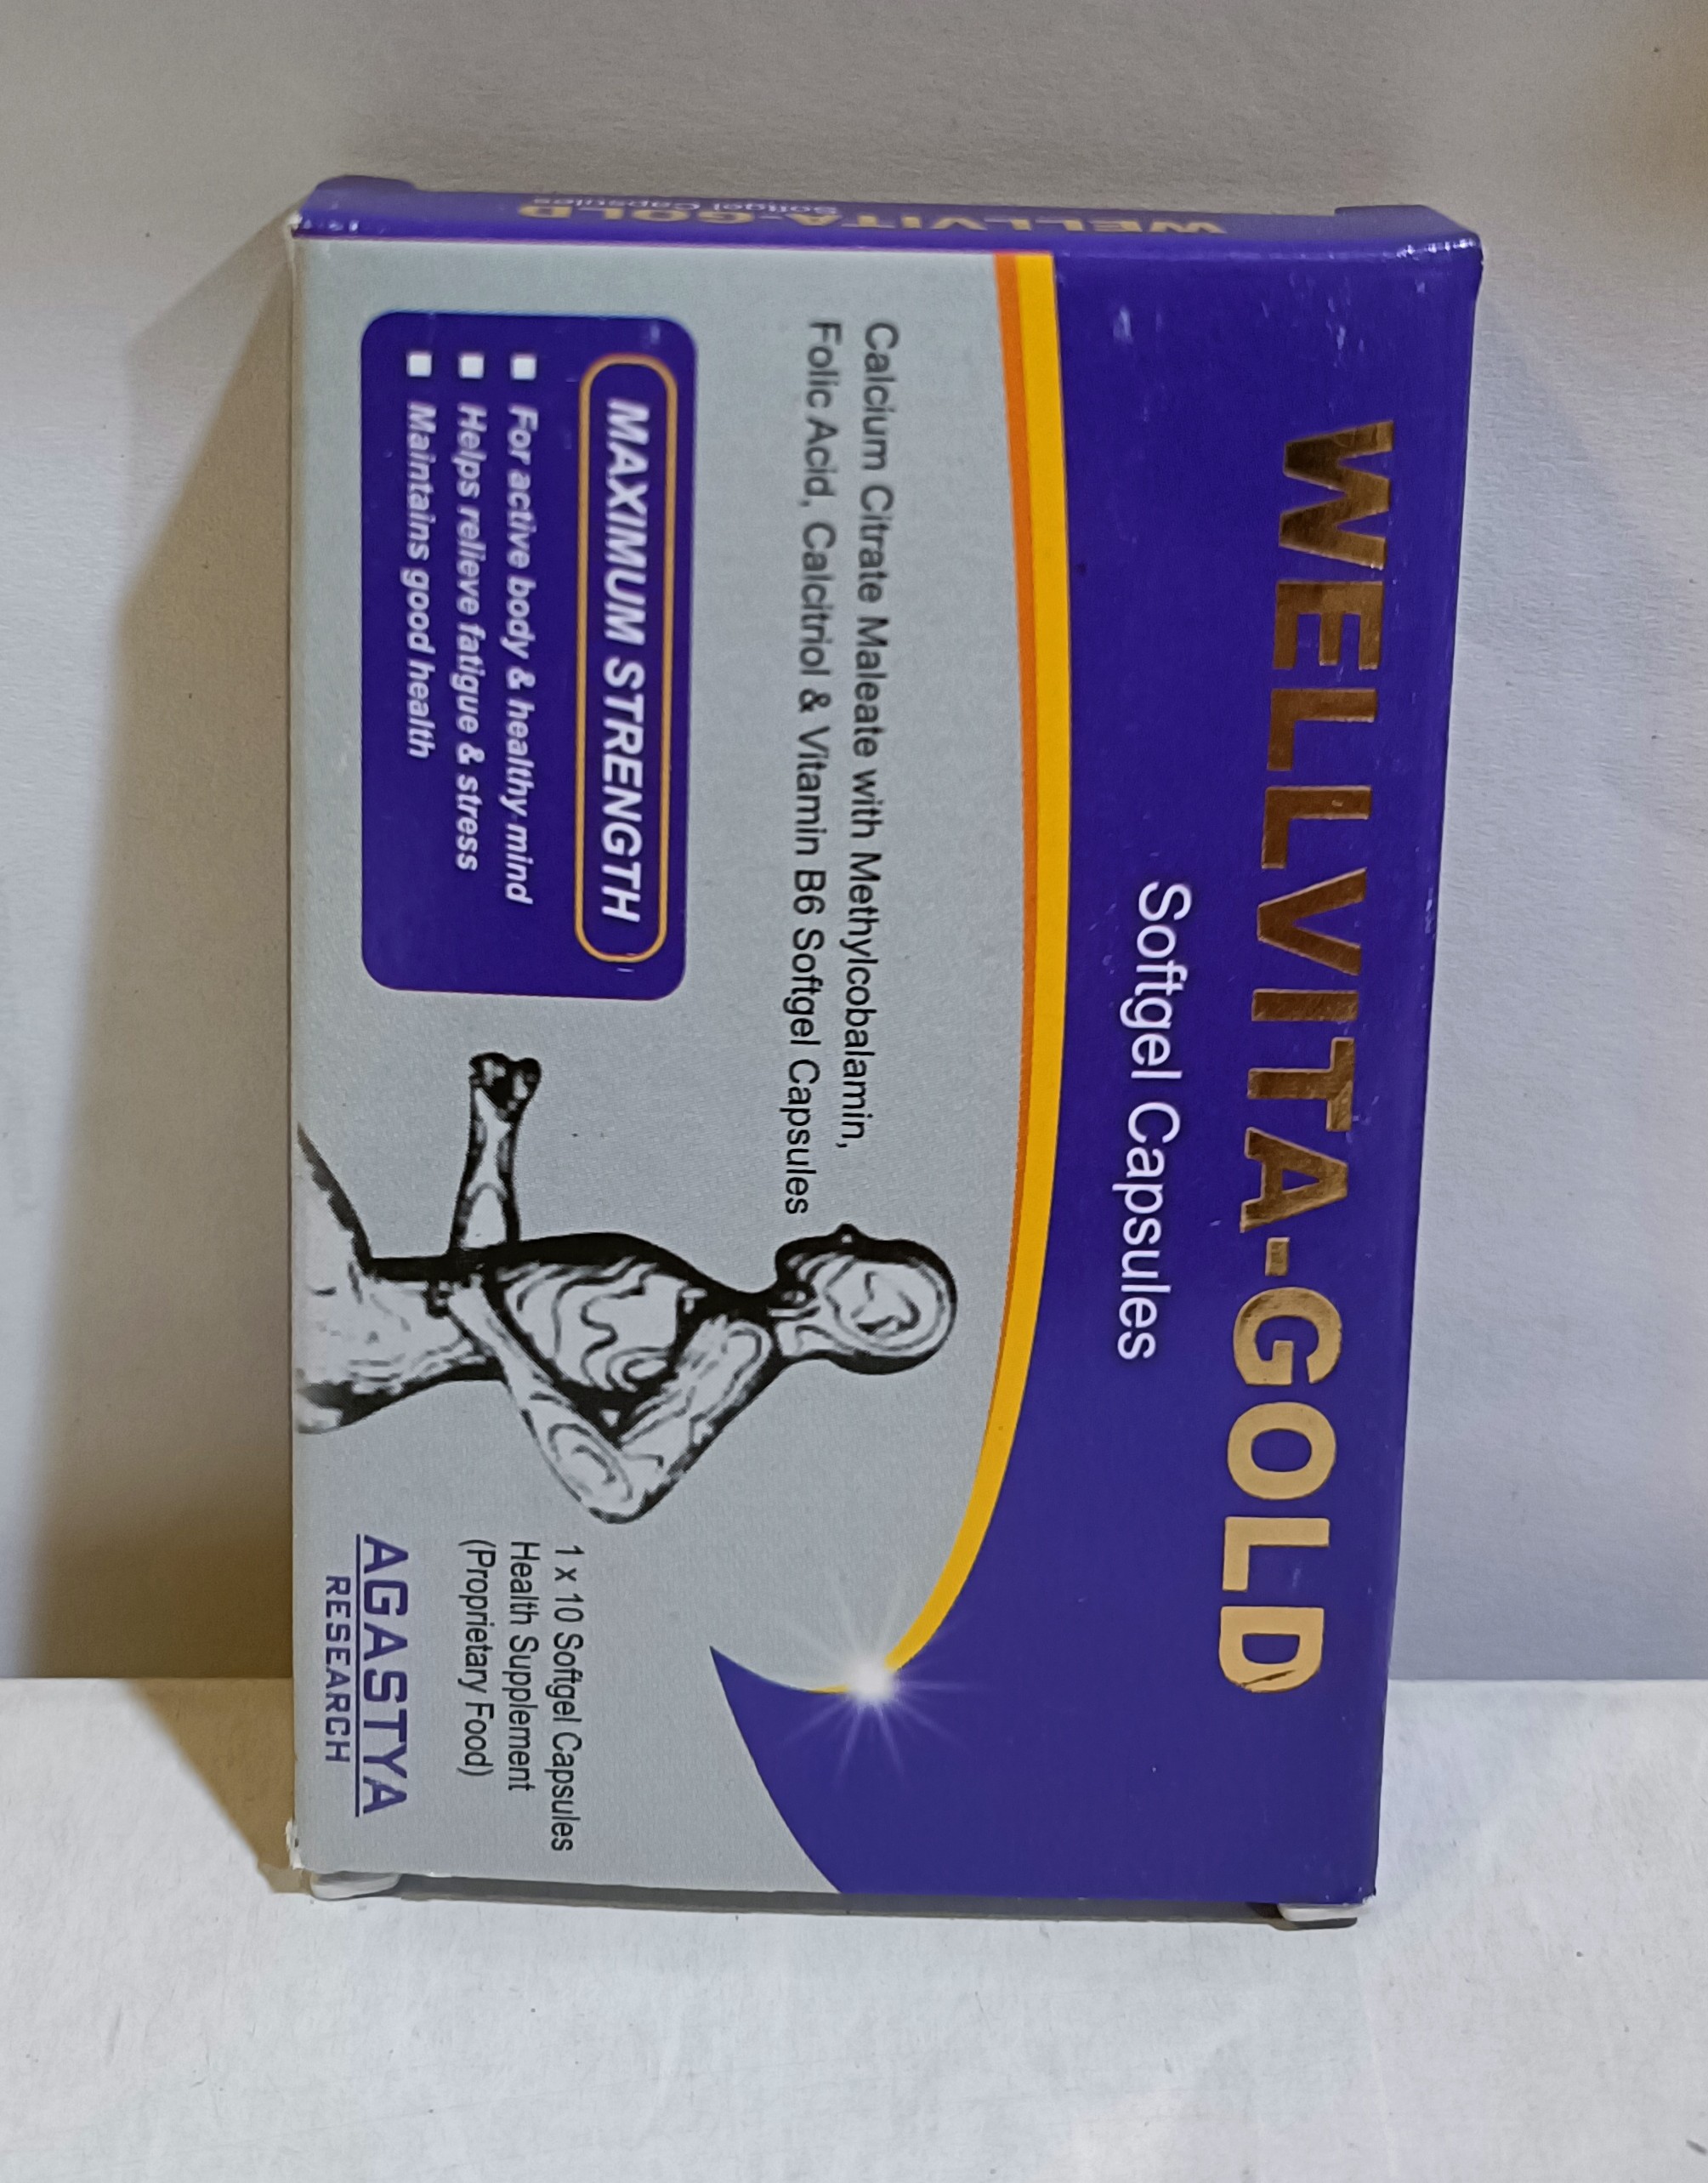 WELLVITA-GOLD
Softgel Capsules
WELLVITA-GOLD
Softgel Capsules
Calcium Citrate Maleate with Methylcobalamin,
Folic Acid, Calcitriol & Vitamin B6 Softgel Capsules
MAXIMUM STRENGTH
For active body & healthy mind
Helps relieve fatigue & stress
Maintains good health
1 x 10 Softgel Capsules
Health Supplement
(Proprietary Food)
AGASTYA
RESEARCH